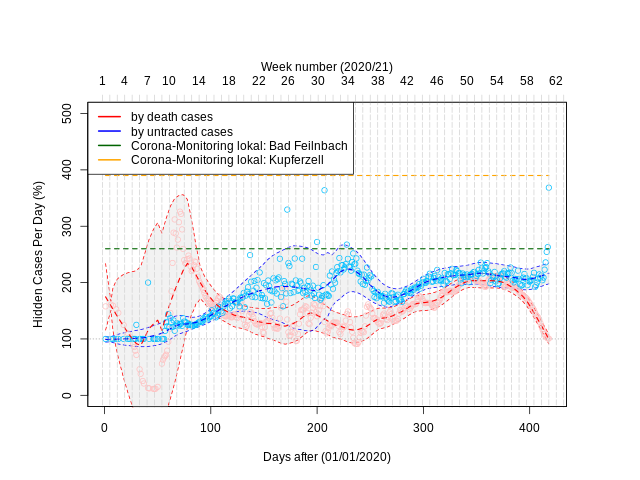 Week number (2020/21)
1 4 7 10 14 18 22 26 30 34 38 42 46 50 54 58 62
by death cases
by untracted cases
Corona-Monitoring lokal: Bad Feilnbach
Corona-Monitoring lokal: Kupferzell
Hidden Cases Per Day (%)
500
400
300
200
100
0
0 100 200 300 400
Days after (01/01/2020)